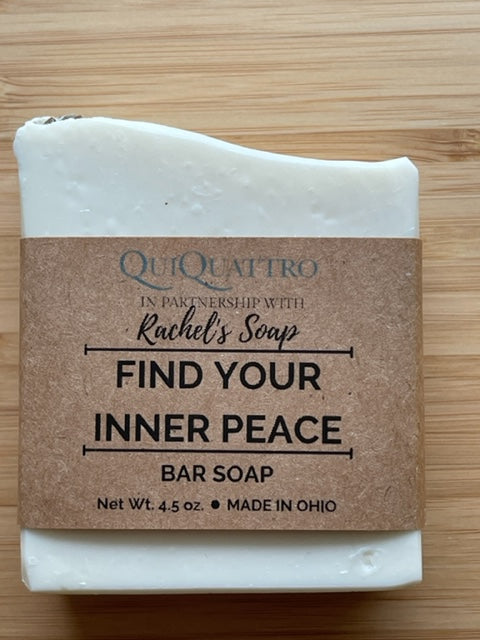 QUIQUATTRO
IN PARTNERSHIP WITH
Rachel's Soap
FIND YOUR
INNER PEACE
BAR SOAP
Net Wt. 4.5 oz. ● MADE IN OHIO